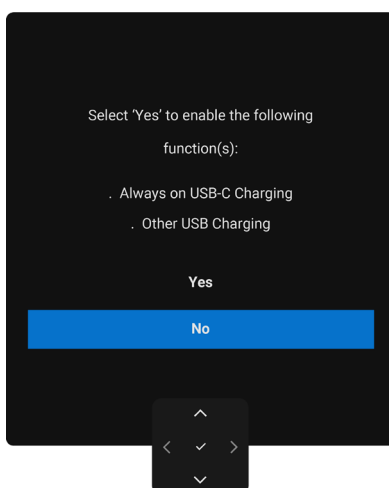 Select ‘Yes’ to enable the following
function(s):
. Always on USB-C Charging
. Other USB Charging
Yes
No